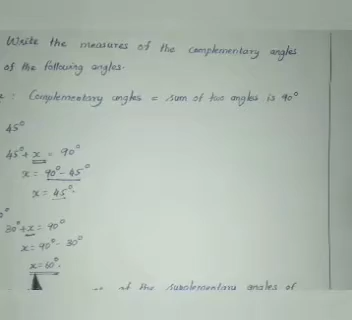 Write the measures of the complementary angles
of the following angles.
: Complementary angles = sum of two angles is 90°
45°
45° + x = 90°
x = 90° - 45°
x = 45°.
30° + x = 90°
x = 90° - 30°
x = 60°.
of the supplementary angles of